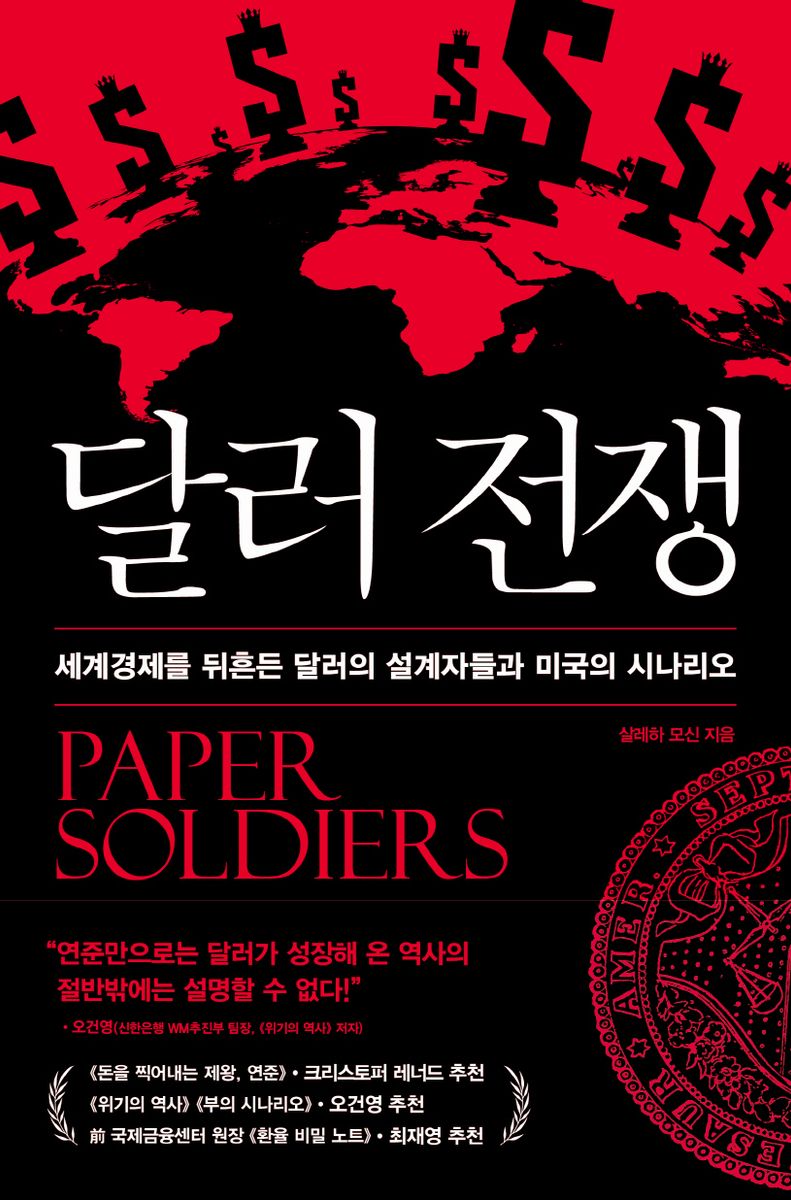 달러 전쟁
세계경제를 뒤흔든 달러의 설계자들과 미국의 시나리오
살레하 모신 지음
PAPER
SOLDIERS
“연준만으로는 달러가 성장해 온 역사의
절반밖에는 설명할 수 없다!”
• 오건영(신한은행 WM추진부 팀장, 《위기의 역사》 저자)
《돈을 찍어내는 제왕, 연준》 • 크리스토퍼 레너드 추천
《위기의 역사》 《부의 시나리오》 • 오건영 추천
前 국제금융센터 원장 《환율 비밀 노트》 • 최재영 추천
ESAUR. AMER. SEPT